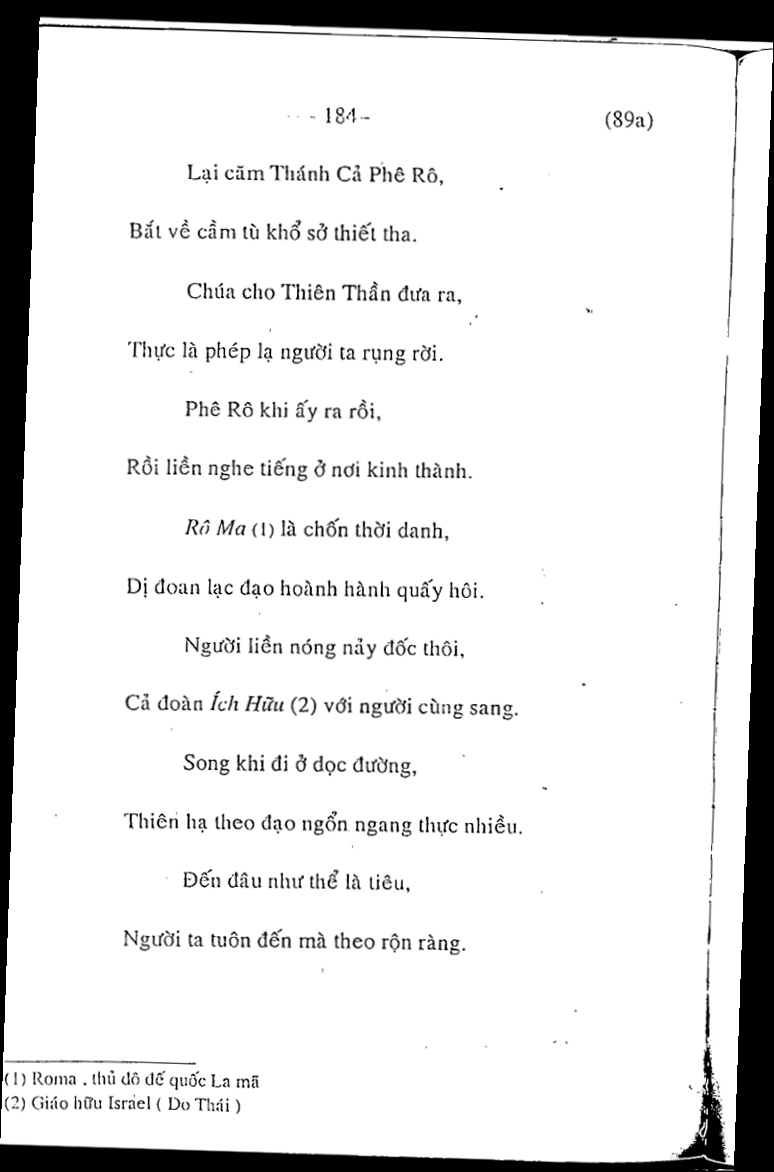 - 184 -
(89a)
Lại căm Thánh Cả Phê Rô,
Bắt về cầm tù khổ sở thiết tha.
Chúa cho Thiên Thần đưa ra,
Thực là phép lạ người ta rụng rời.
Phê Rô khi ấy ra rồi,
Rồi liền nghe tiếng ở nơi kinh thành.
Rô Ma (1) là chốn thời danh,
Dị đoan lạc đạo hoành hành quấy hôi.
Người liền nóng nảy đốc thôi,
Cả đoàn Ích Hữu (2) với người cùng sang.
Song khi đi ở dọc đường,
Thiên hạ theo đạo ngổn ngang thực nhiều.
Đến đâu như thể là tiêu,
Người ta tuôn đến mà theo rộn ràng.
(1) Roma . thủ đô đế quốc La mã
(2) Giáo hữu Israel ( Do Thái )